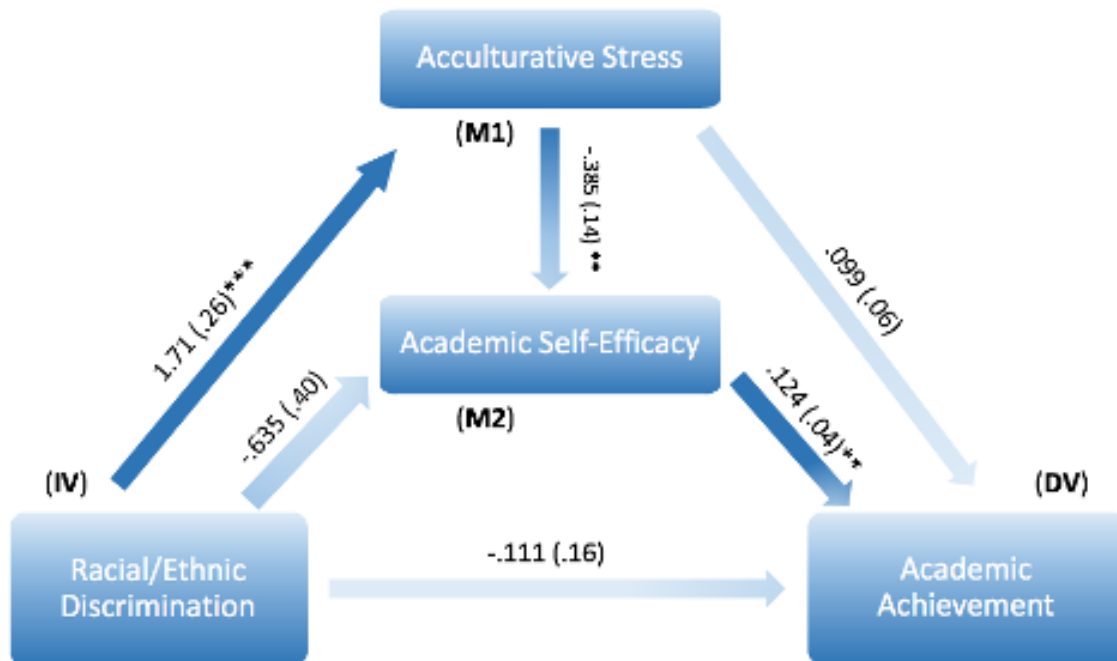 Acculturative Stress
(M1)
-.385 (.14) **
1.71 (.26)***
.099 (.06)
Academic Self-Efficacy
-.635 (.40)
(M2)
.124 (.04)**
(IV)
(DV)
Racial/Ethnic
Discrimination
-.111 (.16)
Academic
Achievement